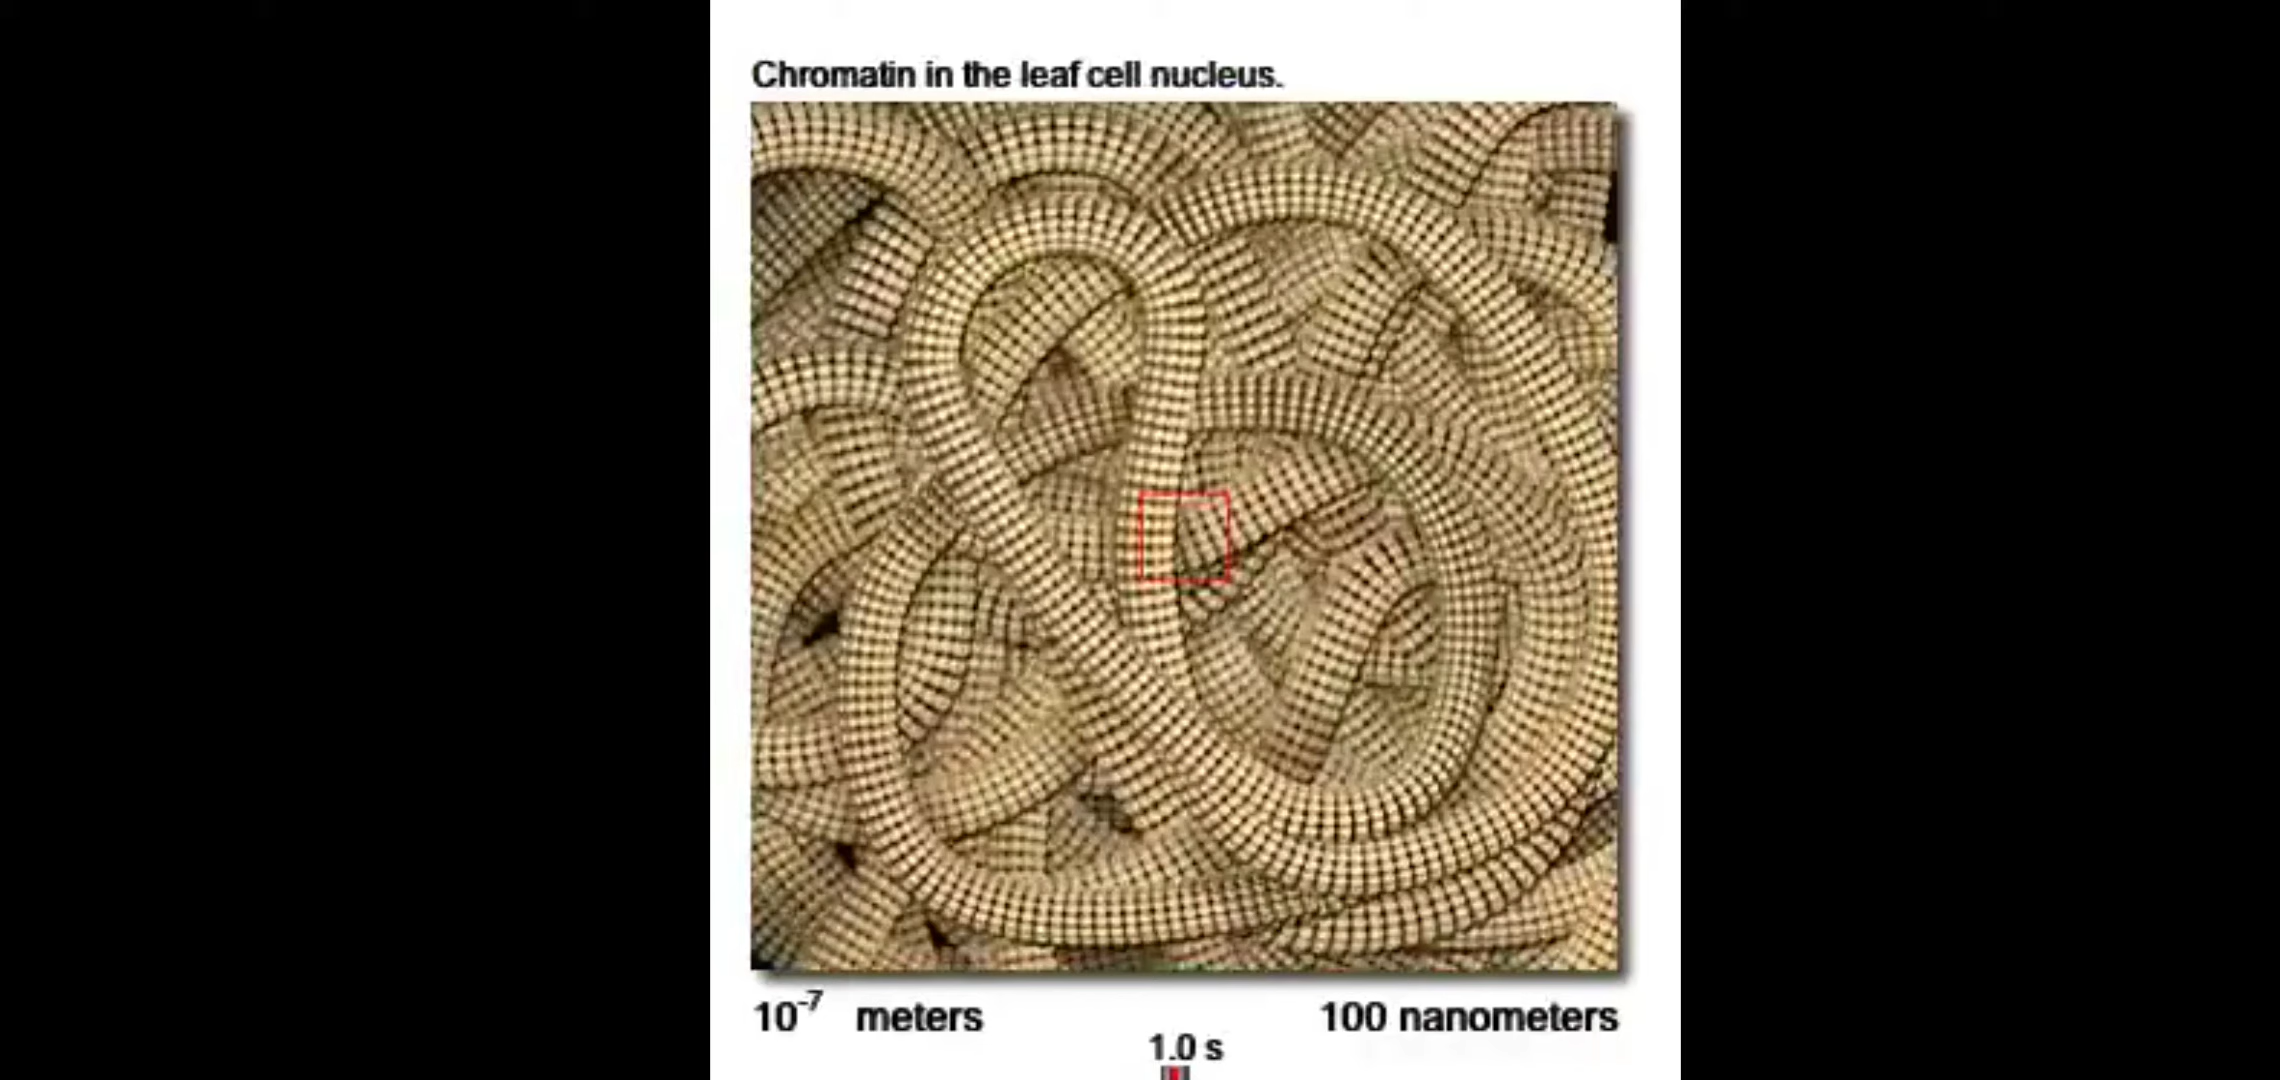 Chromatin in the leaf cell nucleus.
10⁻⁷ meters 100 nanometers
1.0 s